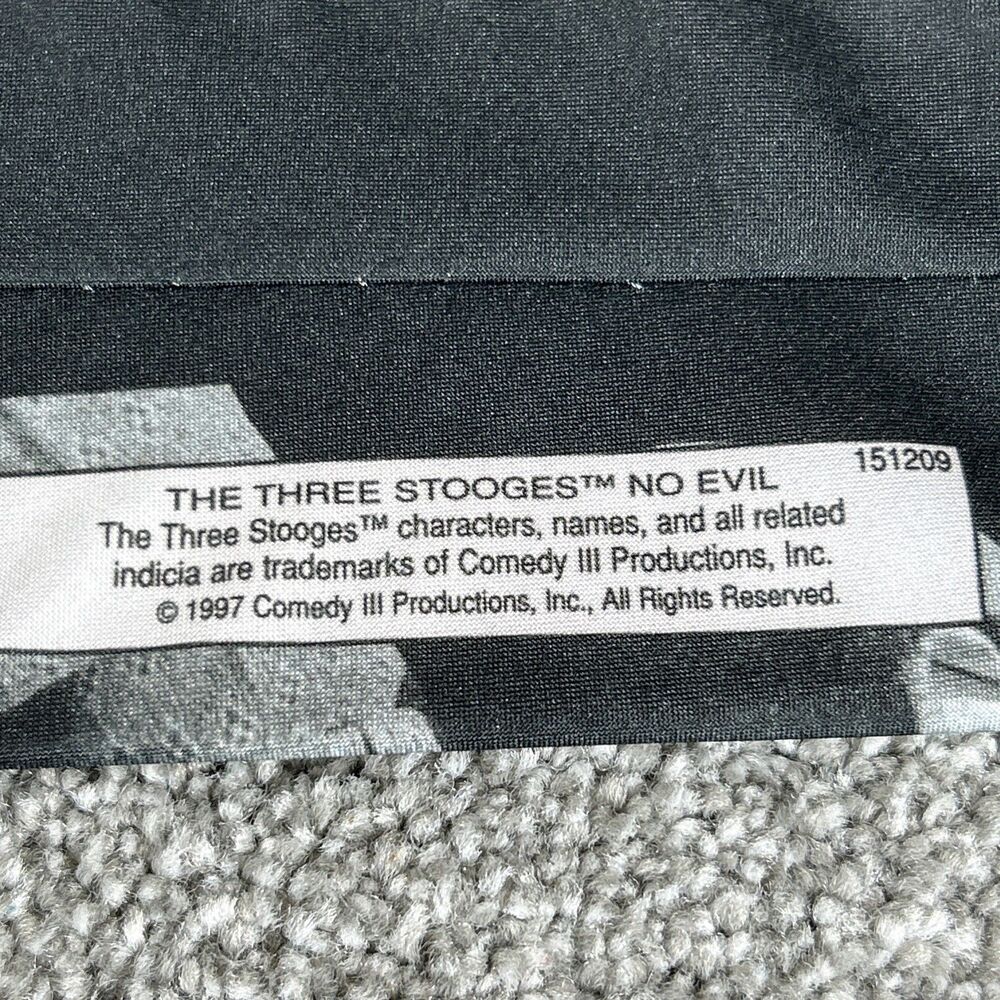 151209
THE THREE STOOGES™ NO EVIL
The Three Stooges™ characters, names, and all related
indicia are trademarks of Comedy III Productions, Inc.
© 1997 Comedy III Productions, Inc., All Rights Reserved.